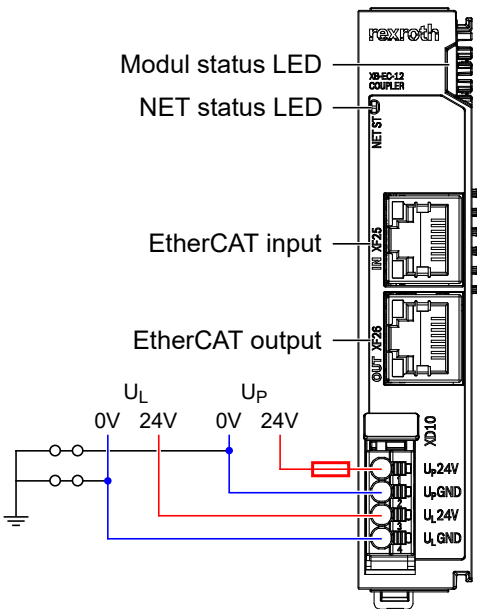 rexroth
Modul status LED
XB-EC-12
COUPLER
NET status LED
NET ST
EtherCAT input
IN XF25
EtherCAT output
OUT XF26
UL UP
0V 24V 0V 24V
XD10
1 UP24V
2 UPGND
3 UL24V
4 ULGND